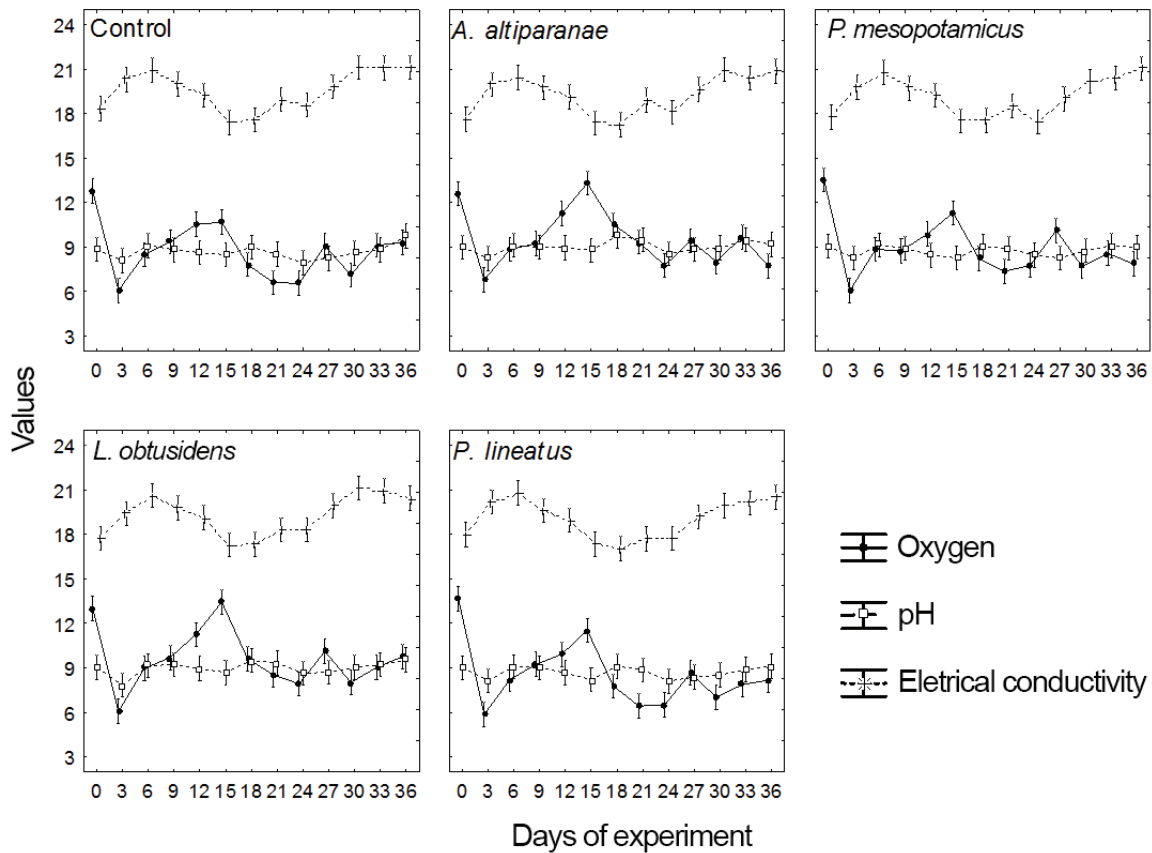 Control
A. altiparanae
P. mesopotamicus
24
21
18
15
12
9
6
3
0 3 6 9 12 15 18 21 24 27 30 33 36
0 3 6 9 12 15 18 21 24 27 30 33 36
0 3 6 9 12 15 18 21 24 27 30 33 36
Values
L. obtusidens
P. lineatus
24
21
18
15
12
9
6
3
0 3 6 9 12 15 18 21 24 27 30 33 36
0 3 6 9 12 15 18 21 24 27 30 33 36
Oxygen
pH
Eletrical conductivity
Days of experiment